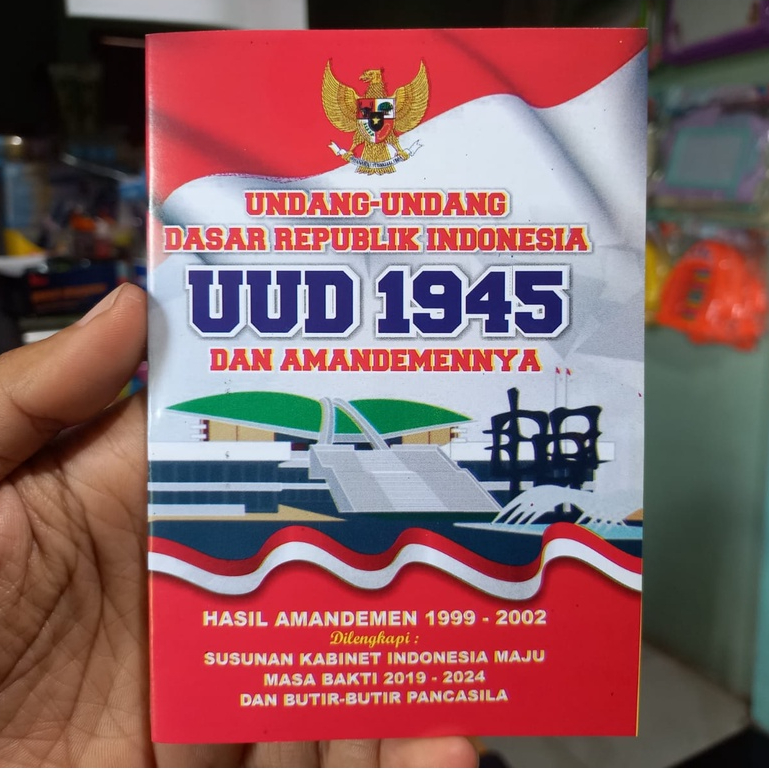 UNDANG-UNDANG
DASAR REPUBLIK INDONESIA
UUD 1945
DAN AMANDEMENNYA
HASIL AMANDEMEN 1999 - 2002
Dilengkapi :
SUSUNAN KABINET INDONESIA MAJU
MASA BAKTI 2019 - 2024
DAN BUTIR-BUTIR PANCASILA